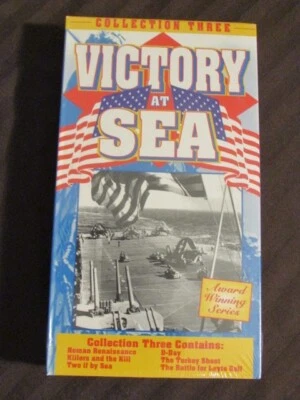 COLLECTION THREE
VICTORY
AT
SEA
Award
Winning
Series
Collection Three Contains:
Roman Renaissance
Killers and the Kill
Two if by Sea
D-Day
The Turkey Shoot
The Battle for Leyte Gulf